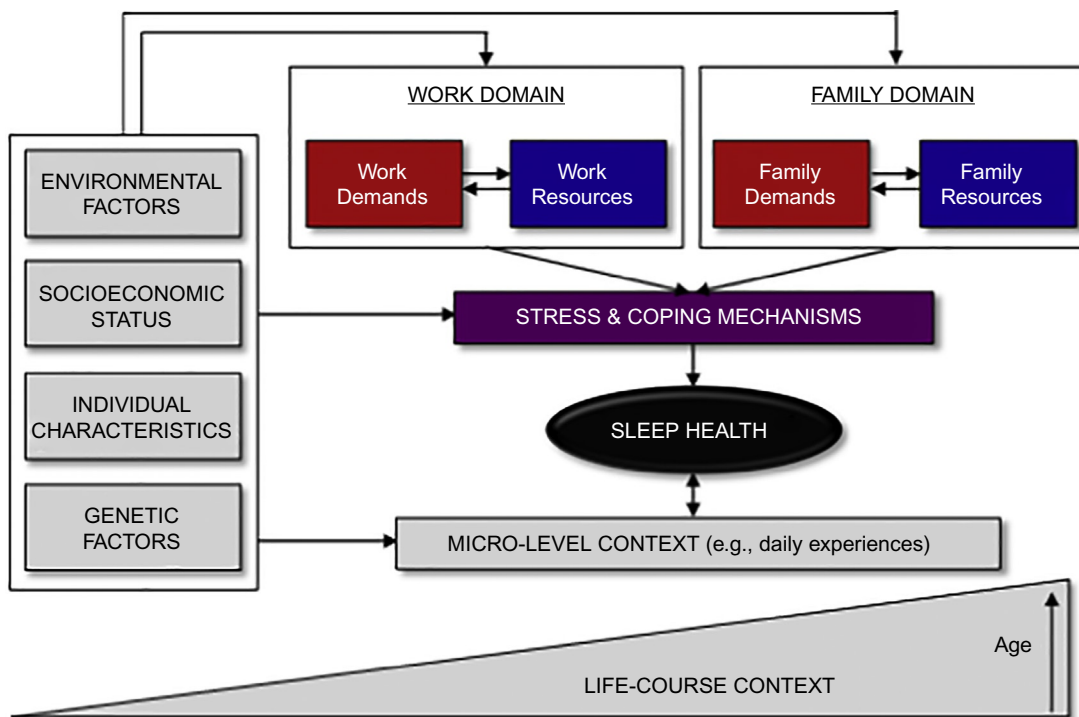 WORK DOMAIN
Work
Demands
Work
Resources
FAMILY DOMAIN
Family
Demands
Family
Resources
ENVIRONMENTAL
FACTORS
SOCIOECONOMIC
STATUS
INDIVIDUAL
CHARACTERISTICS
GENETIC
FACTORS
STRESS & COPING MECHANISMS
SLEEP HEALTH
MICRO-LEVEL CONTEXT (e.g., daily experiences)
Age
LIFE-COURSE CONTEXT